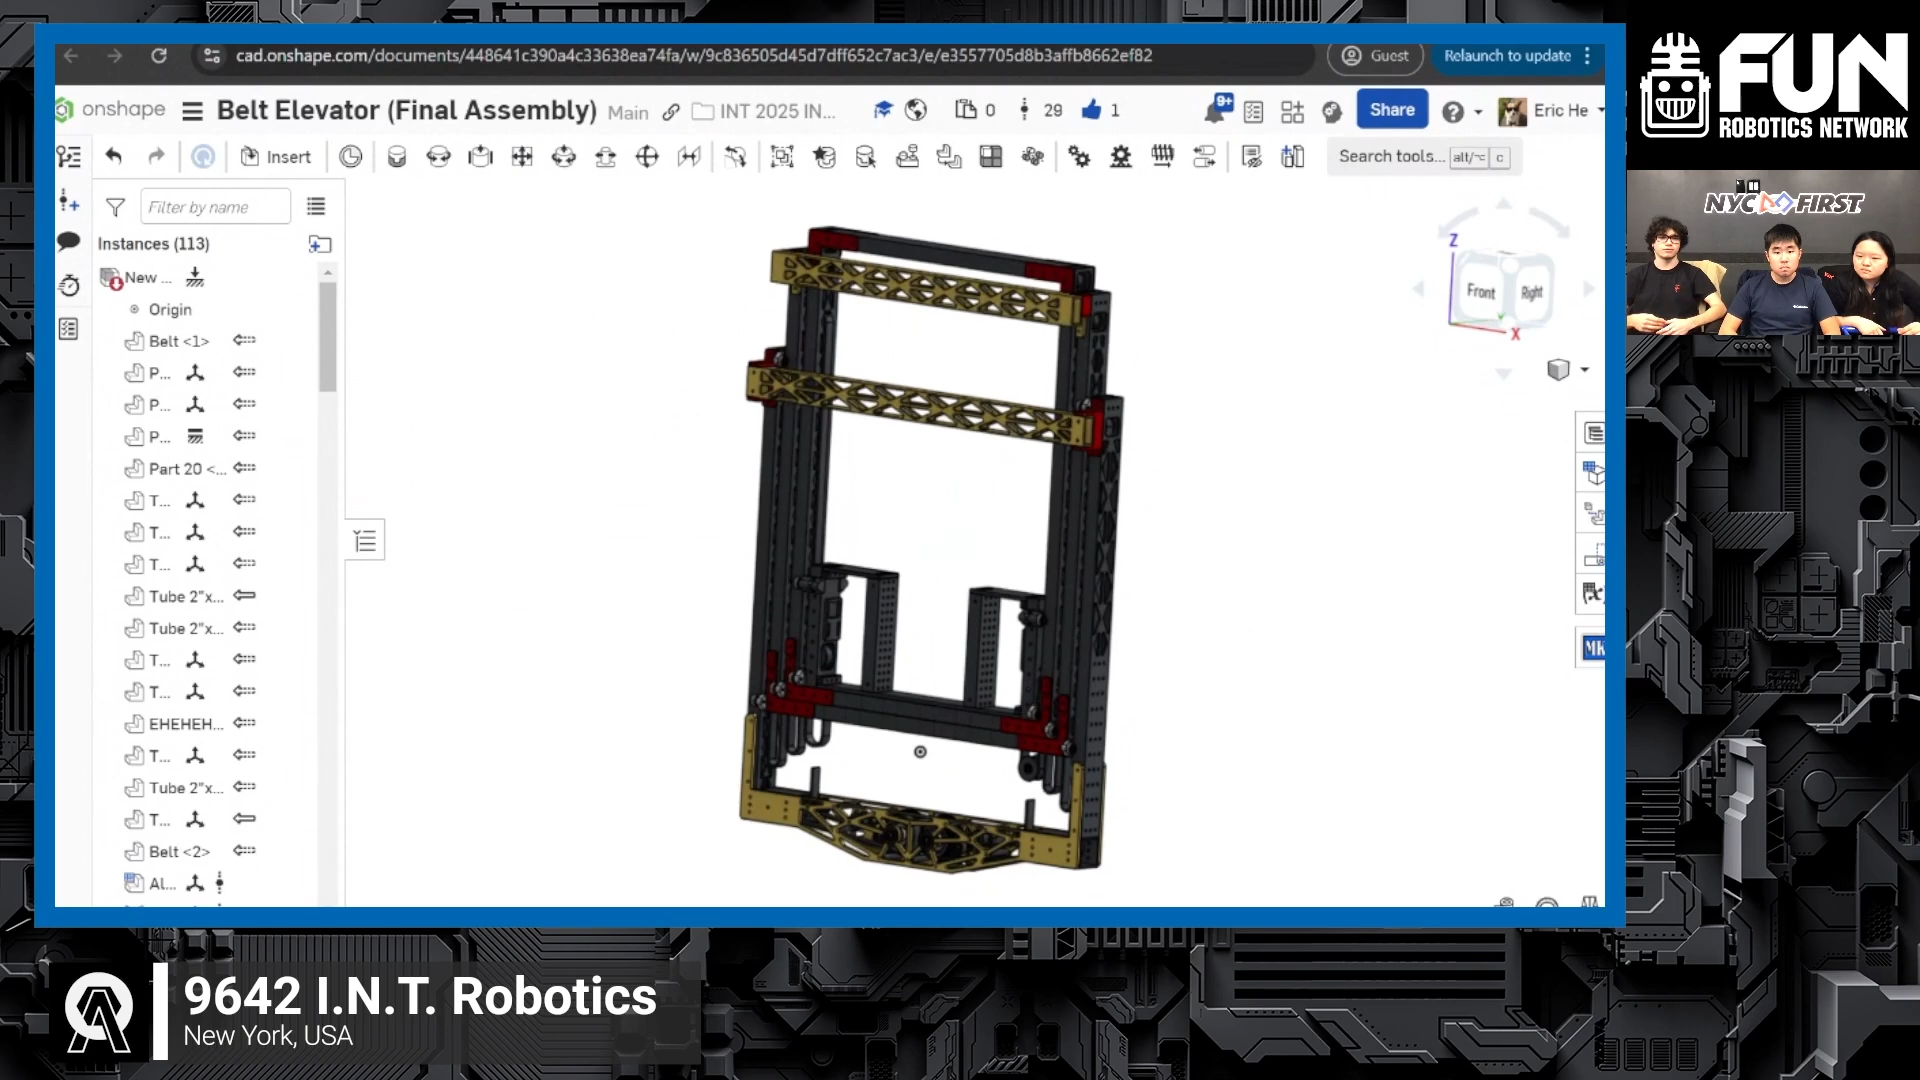 cad.onshape.com/documents/448641c390a4c33638ea74fa/w/9c836505d45d7dff652c7ac3/e/e3557705d8b3affb8662ef82
Guest
Relaunch to update
onshape
Belt Elevator (Final Assembly)
Main
INT 2025 IN...
0
29
1
9+
Share
Eric He
Insert
Search tools...
alt/⌥
c
Filter by name
Instances (113)
New ...
Origin
Belt <1>
P...
P...
P...
Part 20 <...
T...
T...
T...
Tube 2"x...
Tube 2"x...
T...
T...
EHEHEH...
T...
Tube 2"x...
T...
Belt <2>
Al...
Z
Front
Right
X
FUN
ROBOTICS NETWORK
NYC FIRST
9642 I.N.T. Robotics
New York, USA